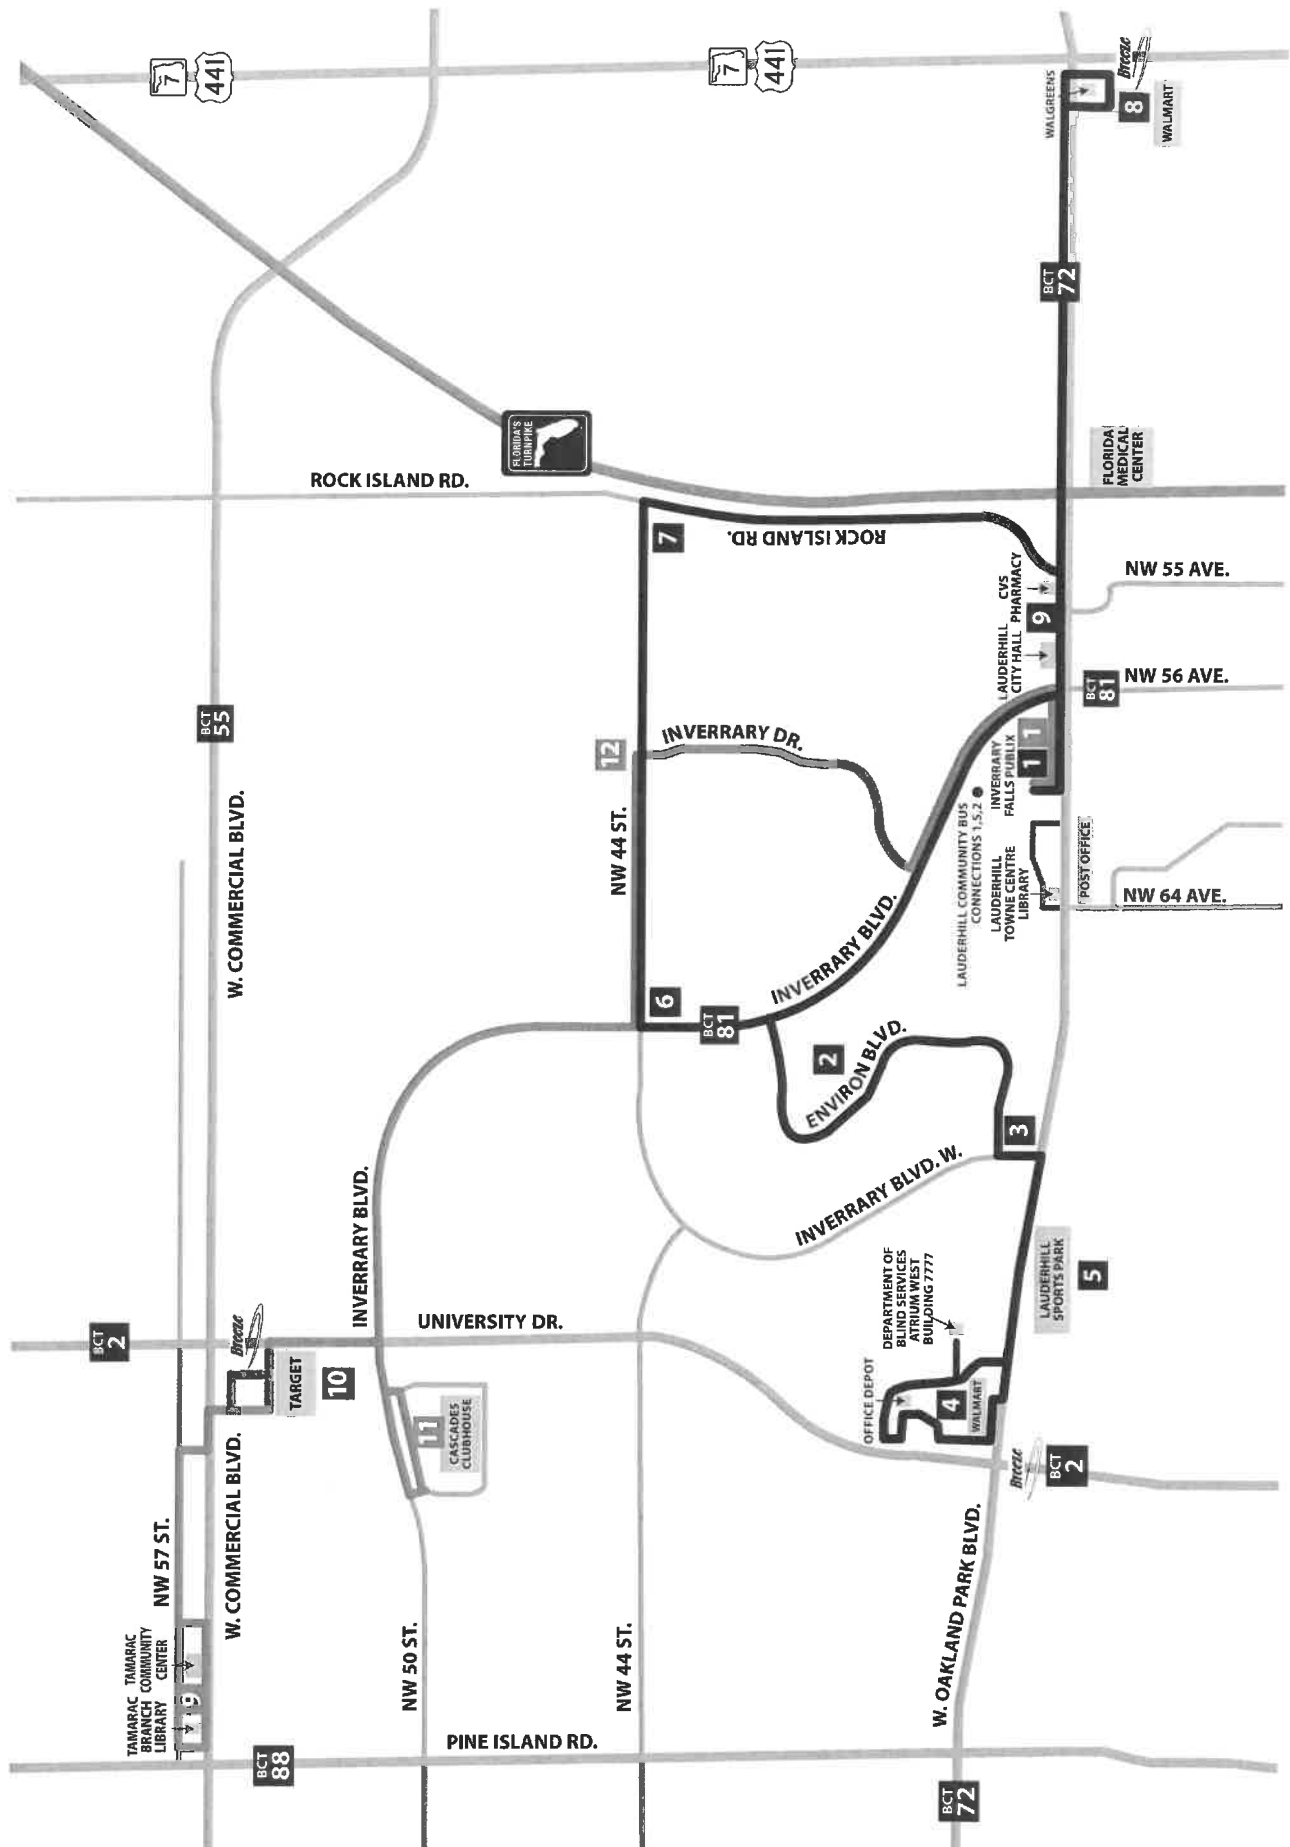 7
441
7
441
Breeze
WALGREENS
8
WALMART
BCT
72
FLORIDA'S
TURNPIKE
FLORIDA
MEDICAL
CENTER
ROCK ISLAND RD.
ROCK ISLAND RD.
7
NW 55 AVE.
CVS
PHARMACY
9
LAUDERHILL
CITY HALL
NW 56 AVE.
BCT
81
BCT
55
W. COMMERCIAL BLVD.
12
INVERRARY DR.
NW 44 ST.
1
1
INVERRARY
FALLS PUBLIX
LAUDERHILL COMMUNITY BUS
CONNECTIONS 1,5,2
LAUDERHILL
TOWNE CENTRE
LIBRARY
POST OFFICE
NW 64 AVE.
INVERRARY BLVD.
6
BCT
81
2
ENVIRON BLVD.
3
INVERRARY BLVD. W.
INVERRARY BLVD.
UNIVERSITY DR.
BCT
2
Breeze
TARGET
10
11
CASCADES
CLUBHOUSE
DEPARTMENT OF
BLIND SERVICES
ATRIUM WEST
BUILDING 7777
OFFICE DEPOT
4
WALMART
LAUDERHILL
SPORTS PARK
5
Breeze
BCT
2
NW 57 ST.
W. COMMERCIAL BLVD.
TAMARAC
COMMUNITY
CENTER
TAMARAC
BRANCH
LIBRARY
9
NW 50 ST.
NW 44 ST.
W. OAKLAND PARK BLVD.
PINE ISLAND RD.
BCT
88
BCT
72